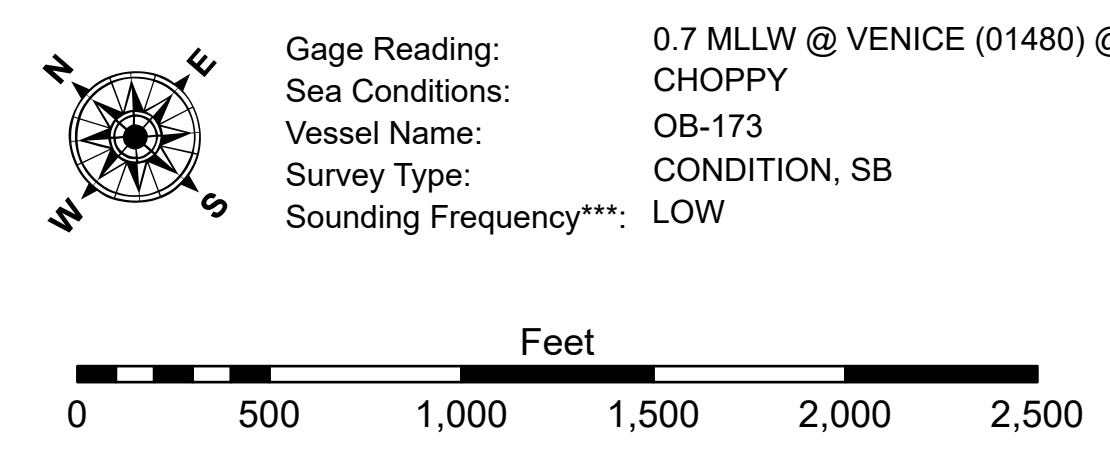 N
E
W
S
Gage Reading: 0.7 MLLW @ VENICE (01480) @
Sea Conditions: CHOPPY
Vessel Name: OB-173
Survey Type: CONDITION, SB
Sounding Frequency***: LOW
Feet
0 500 1,000 1,500 2,000 2,500